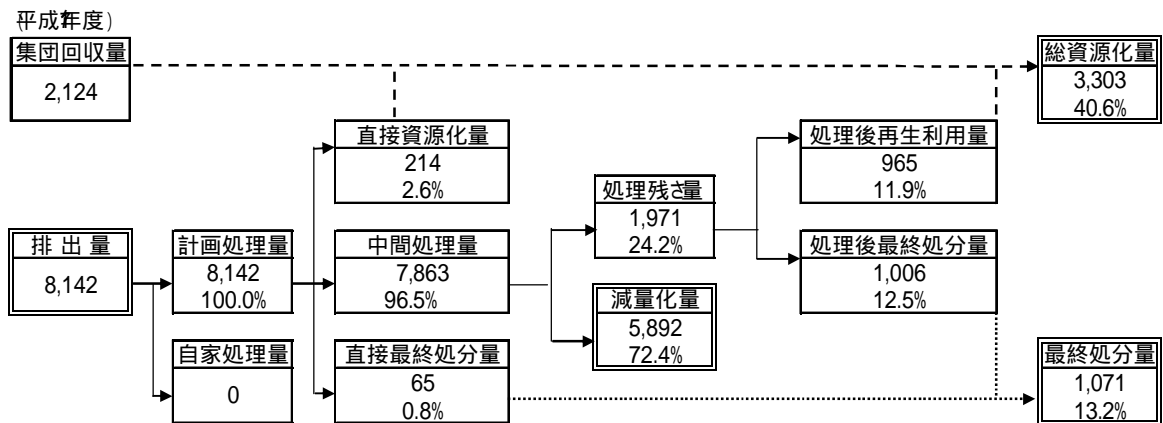 (平成 年度)
集団回収量
2,124
総資源化量
3,303
40.6%
直接資源化量
214
2.6%
処理後再生利用量
965
11.9%
処理残さ量
1,971
24.2%
排出量
8,142
計画処理量
8,142
100.0%
中間処理量
7,863
96.5%
処理後最終処分量
1,006
12.5%
減量化量
5,892
72.4%
自家処理量
0
直接最終処分量
65
0.8%
最終処分量
1,071
13.2%